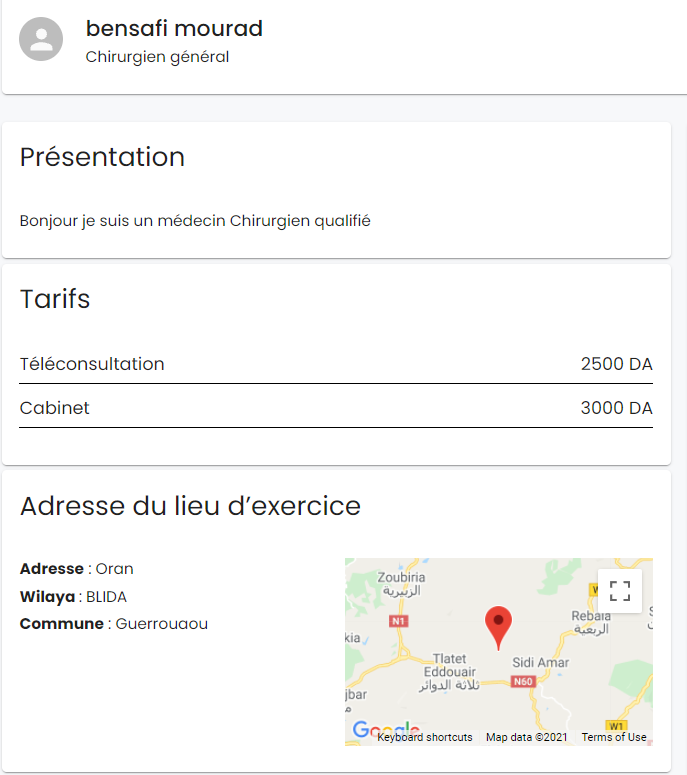 bensafi mourad
Chirurgien général
Présentation
Bonjour je suis un médecin Chirurgien qualifié
Tarifs
Téléconsultation 2500 DA
Cabinet 3000 DA
Adresse du lieu d’exercice
Adresse : Oran
Wilaya : BLIDA
Commune : Guerrouaou
Zoubiria
الزبيرية
N1
Rebaia
الربعية
kia
Tlatet
Eddouair
ثلاثة الدوائر
Sidi Amar
N60
jbar
W1
Google
Keyboard shortcuts Map data ©2021 Terms of Use